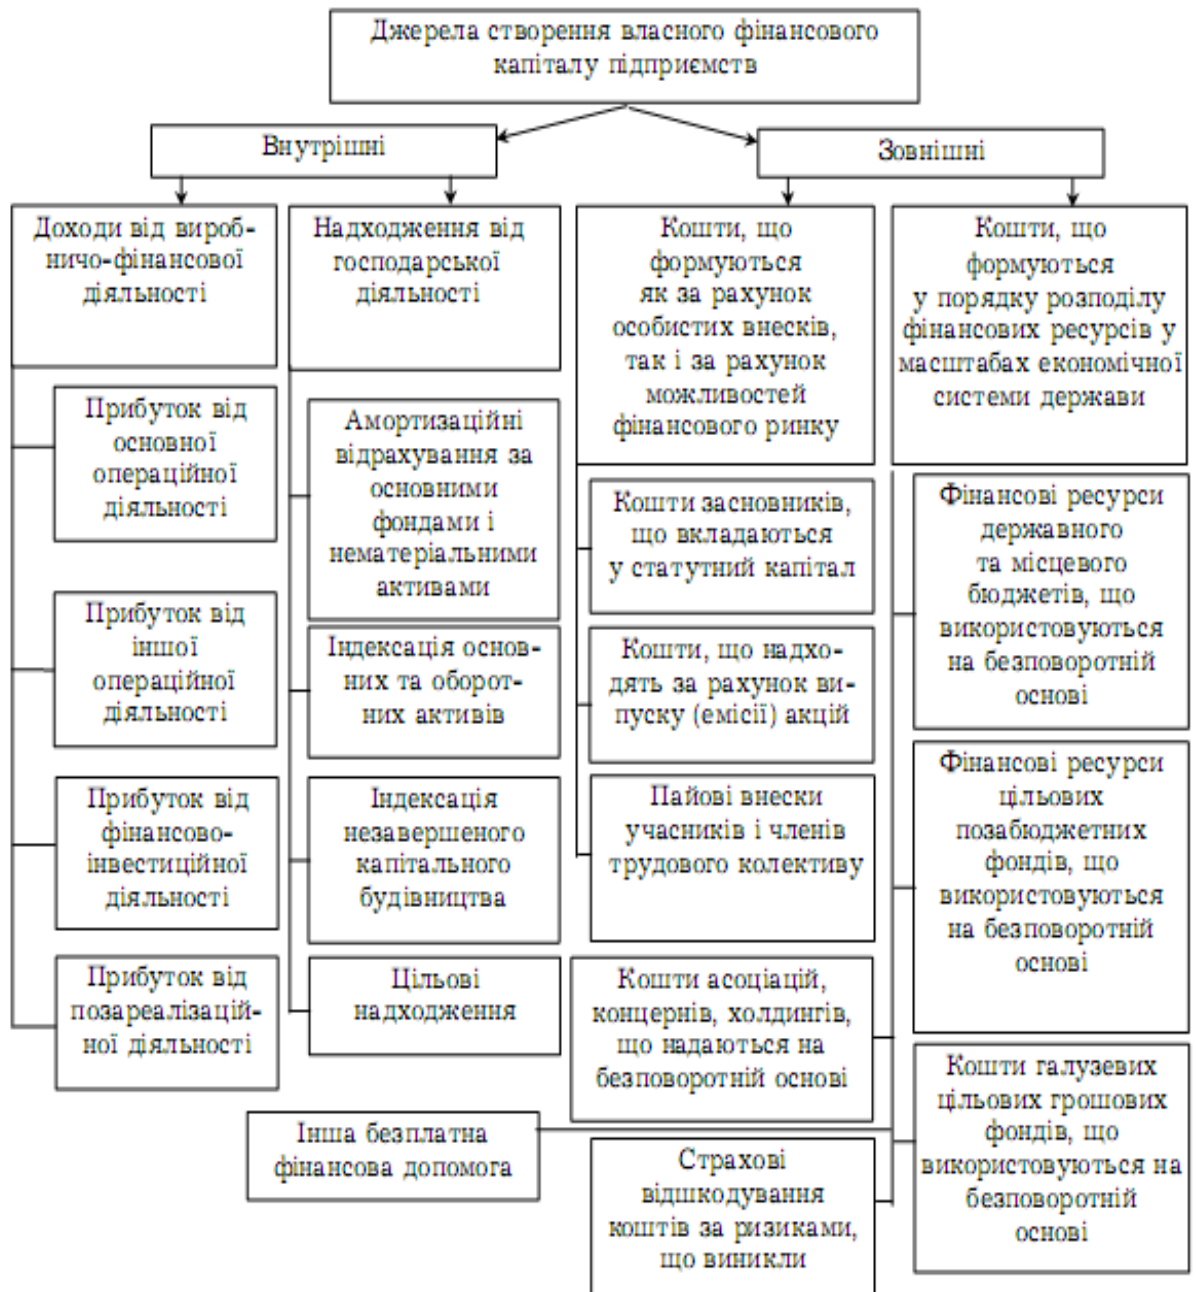 Джерела створення власного фінансового
капіталу підприємств
Внутрішні
Зовнішні
Доходи від вироб-
ничо-фінансової
діяльності
Надходження від
господарської
діяльності
Кошти, що
формуються
як за рахунок
особистих внесків,
так і за рахунок
можливостей
фінансового ринку
Кошти, що
формуються
у порядку розподілу
фінансових ресурсів у
масштабах економічної
системи держави
Прибуток від
основної
операційної
діяльності
Прибуток від
іншої
операційної
діяльності
Прибуток від
фінансово-
інвестиційної
діяльності
Прибуток від
позареалізацій-
ної діяльності
Амортизаційні
відрахування за
основними
фондами і
нематеріальними
активами
Індексація основ-
них та оборот-
них активів
Індексація
незавершеного
капітального
будівництва
Цільові
надходження
Кошти засновників,
що вкладаються
у статутний капітал
Кошти, що надхо-
дять за рахунок ви-
пуску (емісії) акцій
Пайові внески
учасників і членів
трудового колективу
Кошти асоціацій,
концернів, холдингів,
що надаються на
безповоротній основі
Інша безплатна
фінансова допомога
Страхові
відшкодування
коштів за ризиками,
що виникли
Фінансові ресурси
державного
та місцевого
бюджетів, що
використовуються
на безповоротній
основі
Фінансові ресурси
цільових
позабюджетних
фондів, що
використовуються
на безповоротній
основі
Кошти галузевих
цільових грошових
фондів, що
використовуються на
безповоротній
основі